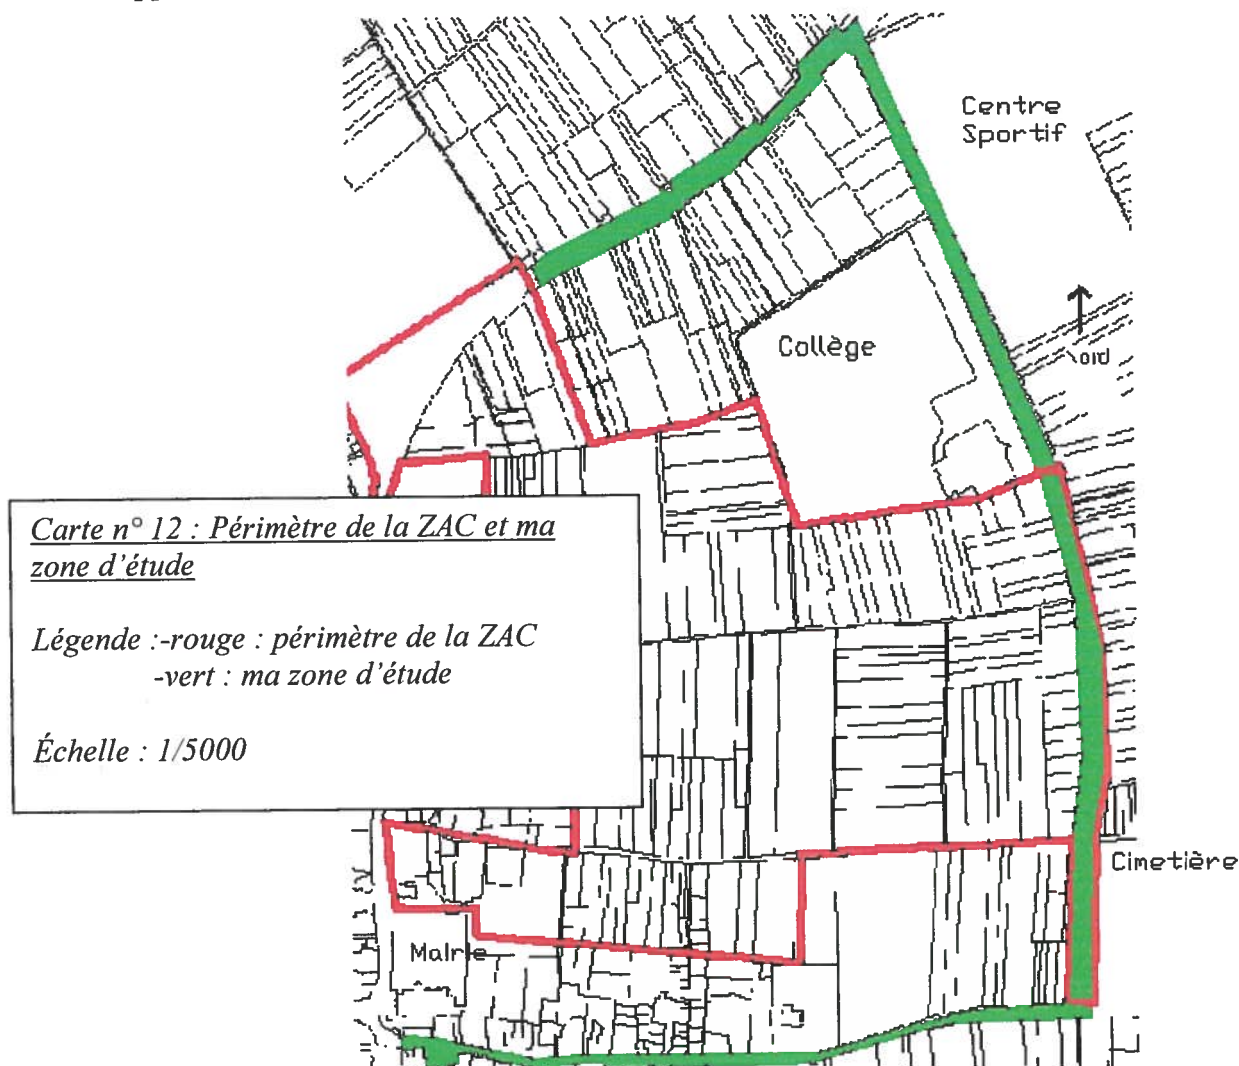 Centre
Sportif
Collège
Carte n° 12 : Périmètre de la ZAC et ma
zone d'étude
Légende :-rouge : périmètre de la ZAC
-vert : ma zone d'étude
Échelle : 1/5000
Cimetière
Mairie